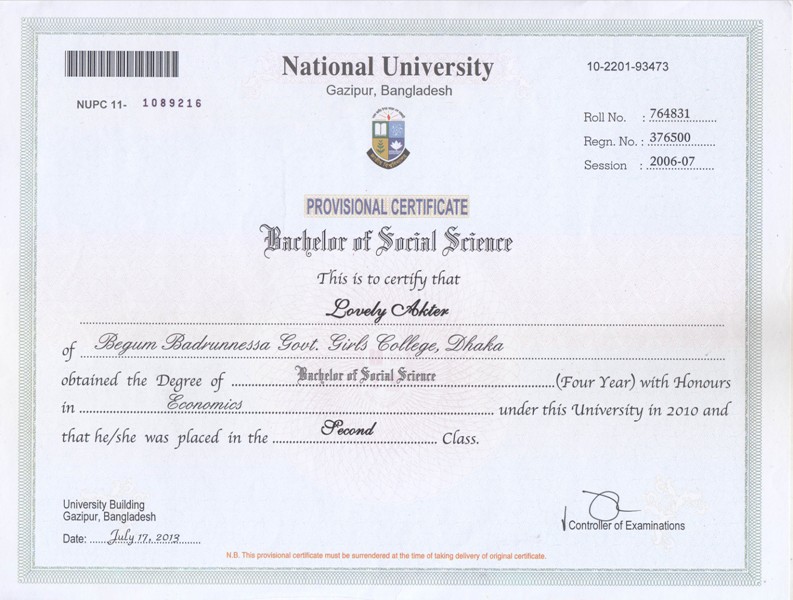 National University
10-2201-93473
Gazipur, Bangladesh
NUPC 11- 1089216
Roll No. : 764831
Regn. No. : 376500
Session : 2006-07
PROVISIONAL CERTIFICATE
Bachelor of Social Science
This is to certify that
Lovely Akter
of Begum Badrunnessa Govt. Girls College, Dhaka
obtained the Degree of Bachelor of Social Science (Four Year) with Honours
in Economics under this University in 2010 and
that he/she was placed in the Second Class.
University Building
Gazipur, Bangladesh
Controller of Examinations
Date: July 17, 2013
N.B. This provisional certificate must be surrendered at the time of taking delivery of original certificate.